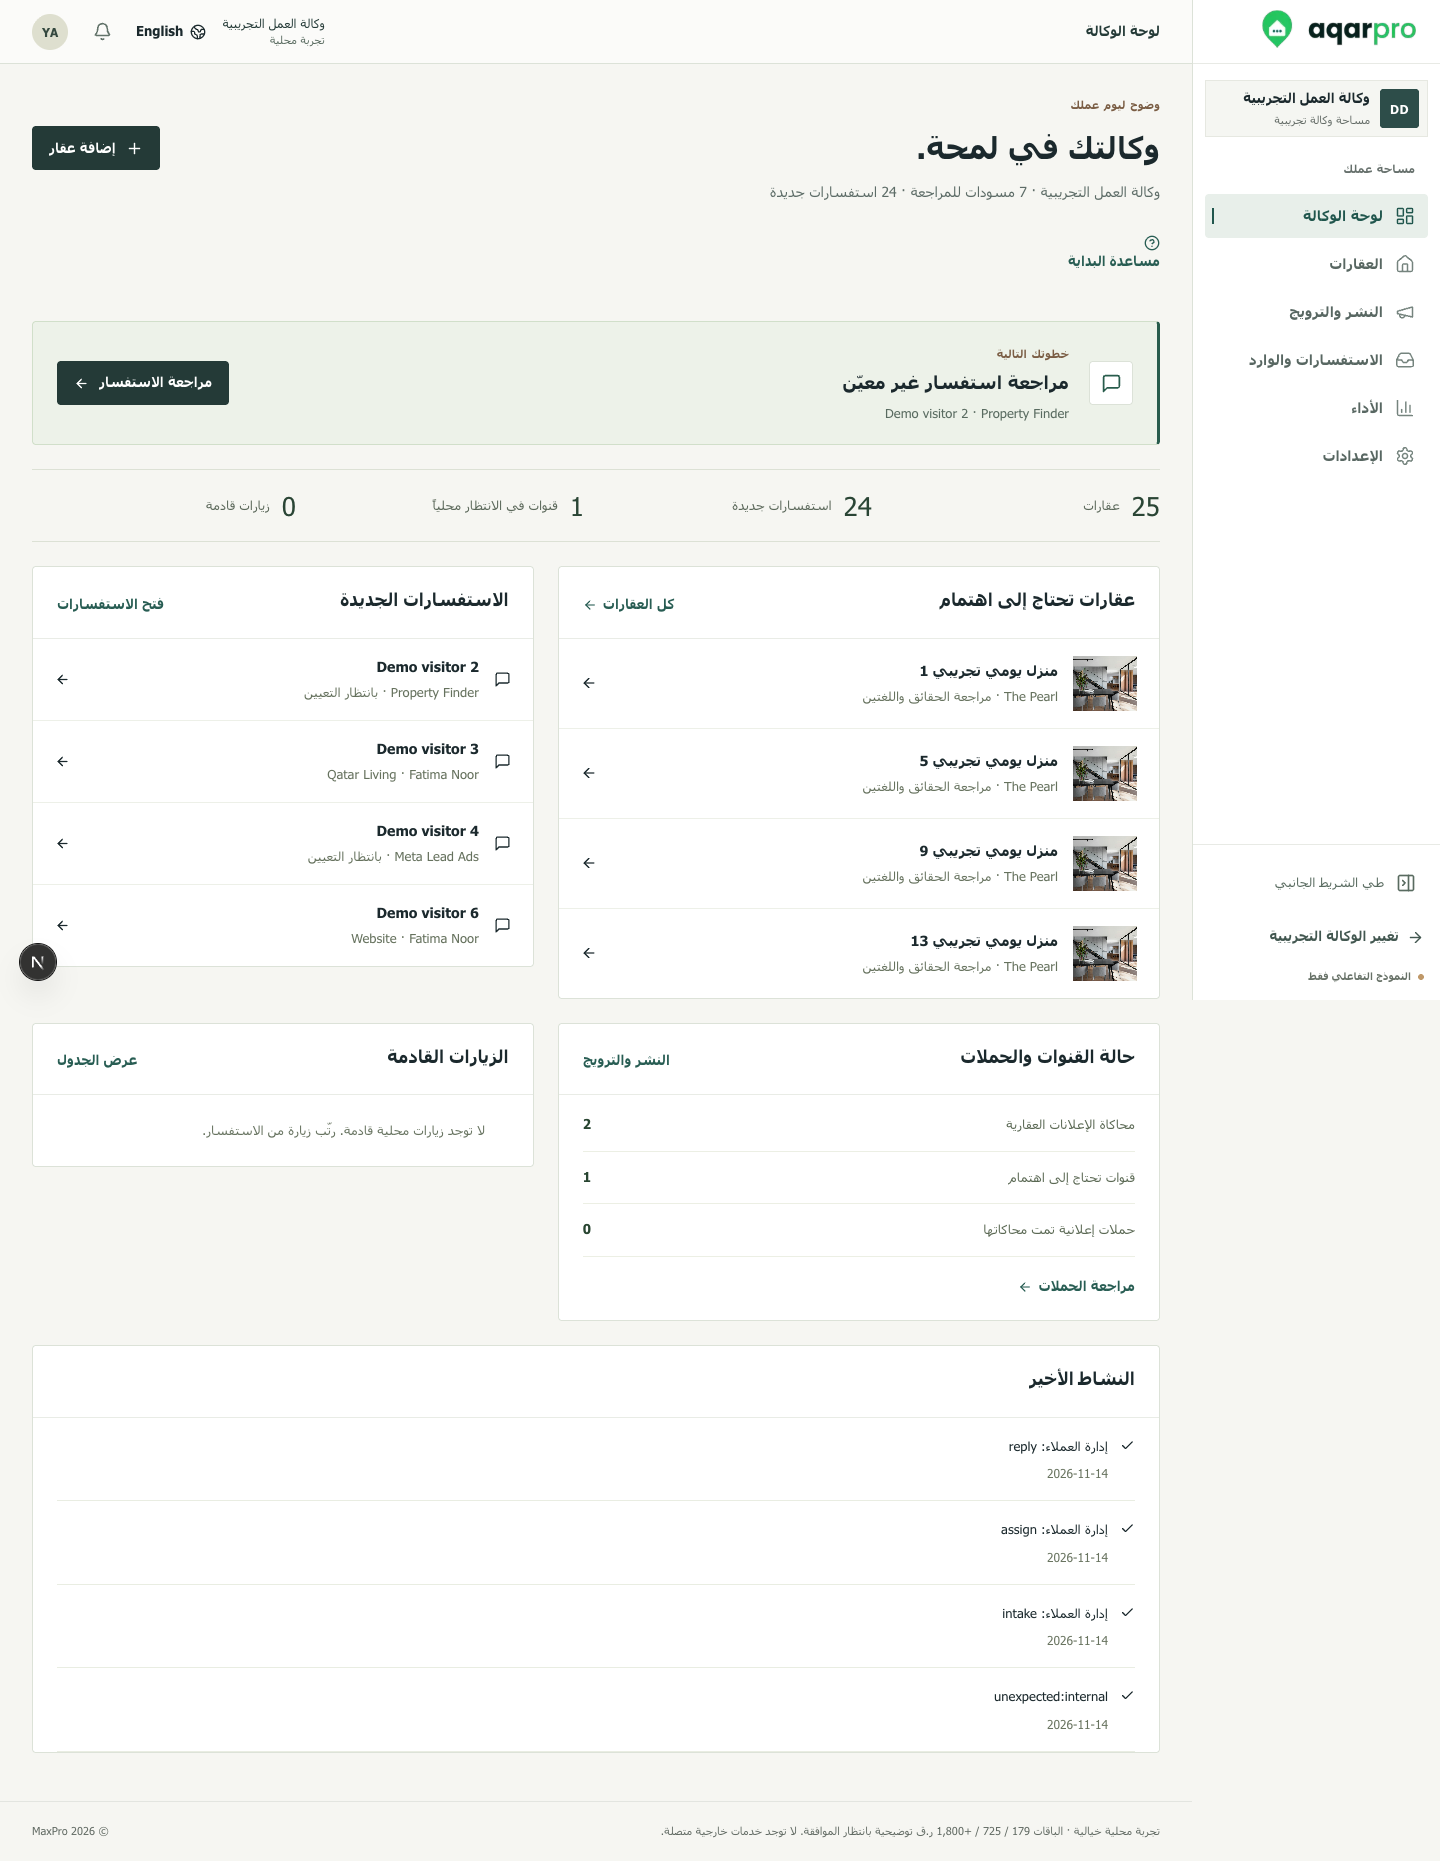 aqarpro
وكالة العمل التجريبية
مساحة وكالة تجريبية
DD
مساحة عملك
لوحة الوكالة
العقارات
النشر والترويج
الاستفسارات والوارد
الأداء
الإعدادات
طي الشريط الجانبي
تغيير الوكالة التجريبية
النموذج التفاعلي فقط
لوحة الوكالة
وكالة العمل التجريبية
تجربة محلية
English
YA
وضوح ليوم عملك
وكالتك في لمحة.
وكالة العمل التجريبية · 7 مسودات للمراجعة · 24 استفسارات جديدة
إضافة عقار
مساعدة البداية
خطوتك التالية
مراجعة استفسار غير معيّن
Demo visitor 2 · Property Finder
مراجعة الاستفسار
25 عقارات
24 استفسارات جديدة
1 قنوات في الانتظار محلياً
0 زيارات قادمة
عقارات تحتاج إلى اهتمام
كل العقارات
منزل يومي تجريبي 1
The Pearl · مراجعة الحقائق واللغتين
منزل يومي تجريبي 5
The Pearl · مراجعة الحقائق واللغتين
منزل يومي تجريبي 9
The Pearl · مراجعة الحقائق واللغتين
منزل يومي تجريبي 13
The Pearl · مراجعة الحقائق واللغتين
الاستفسارات الجديدة
فتح الاستفسارات
Demo visitor 2
Property Finder · بانتظار التعيين
Demo visitor 3
Qatar Living · Fatima Noor
Demo visitor 4
Meta Lead Ads · بانتظار التعيين
Demo visitor 6
Website · Fatima Noor
N
حالة القنوات والحملات
النشر والترويج
محاكاة الإعلانات العقارية
2
قنوات تحتاج إلى اهتمام
1
حملات إعلانية تمت محاكاتها
0
مراجعة الحملات
الزيارات القادمة
عرض الجدول
لا توجد زيارات محلية قادمة. رتّب زيارة من الاستفسار.
النشاط الأخير
إدارة العملاء: reply
2026-11-14
إدارة العملاء: assign
2026-11-14
إدارة العملاء: intake
2026-11-14
unexpected:internal
2026-11-14
تجربة محلية خيالية · الباقات 179 / 725 / +1,800 ر.ق توضيحية بانتظار الموافقة. لا توجد خدمات خارجية متصلة.
© 2026 MaxPro